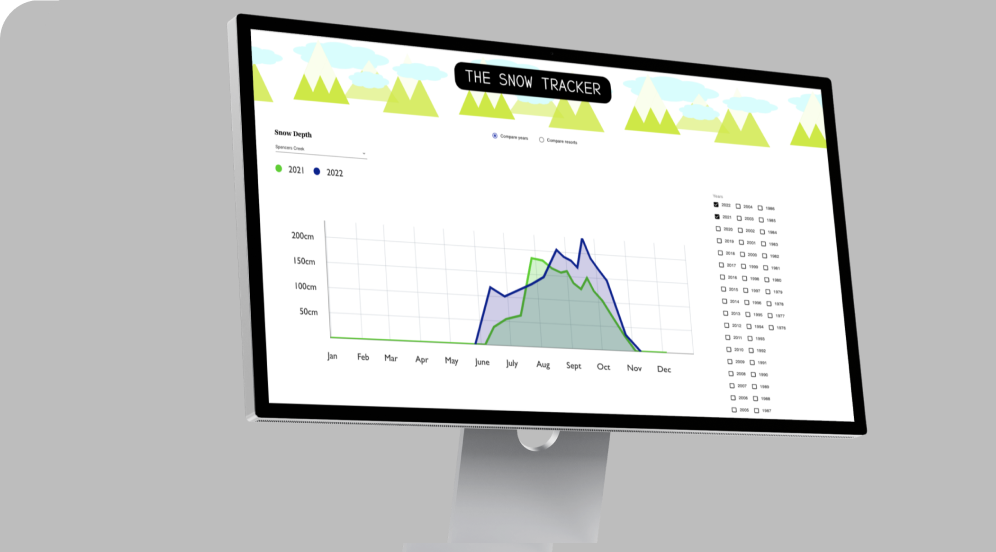 THE SNOW TRACKER
Snow Depth
Spencers Creek
Compare years Compare results
2021 2022
200cm
150cm
100cm
50cm
Jan Feb Mar Apr May June July Aug Sept Oct Nov Dec
Years
2022 2004 1986
2021 2003 1985
2020 2002 1984
2019 2001 1983
2018 2000 1982
2017 1999 1981
2016 1998 1980
2015 1997 1979
2014 1996 1978
2013 1995 1977
2012 1994 1976
2011 1993
2010 1992
2009 1991
2008 1990
2007 1989
2006 1988
2005 1987